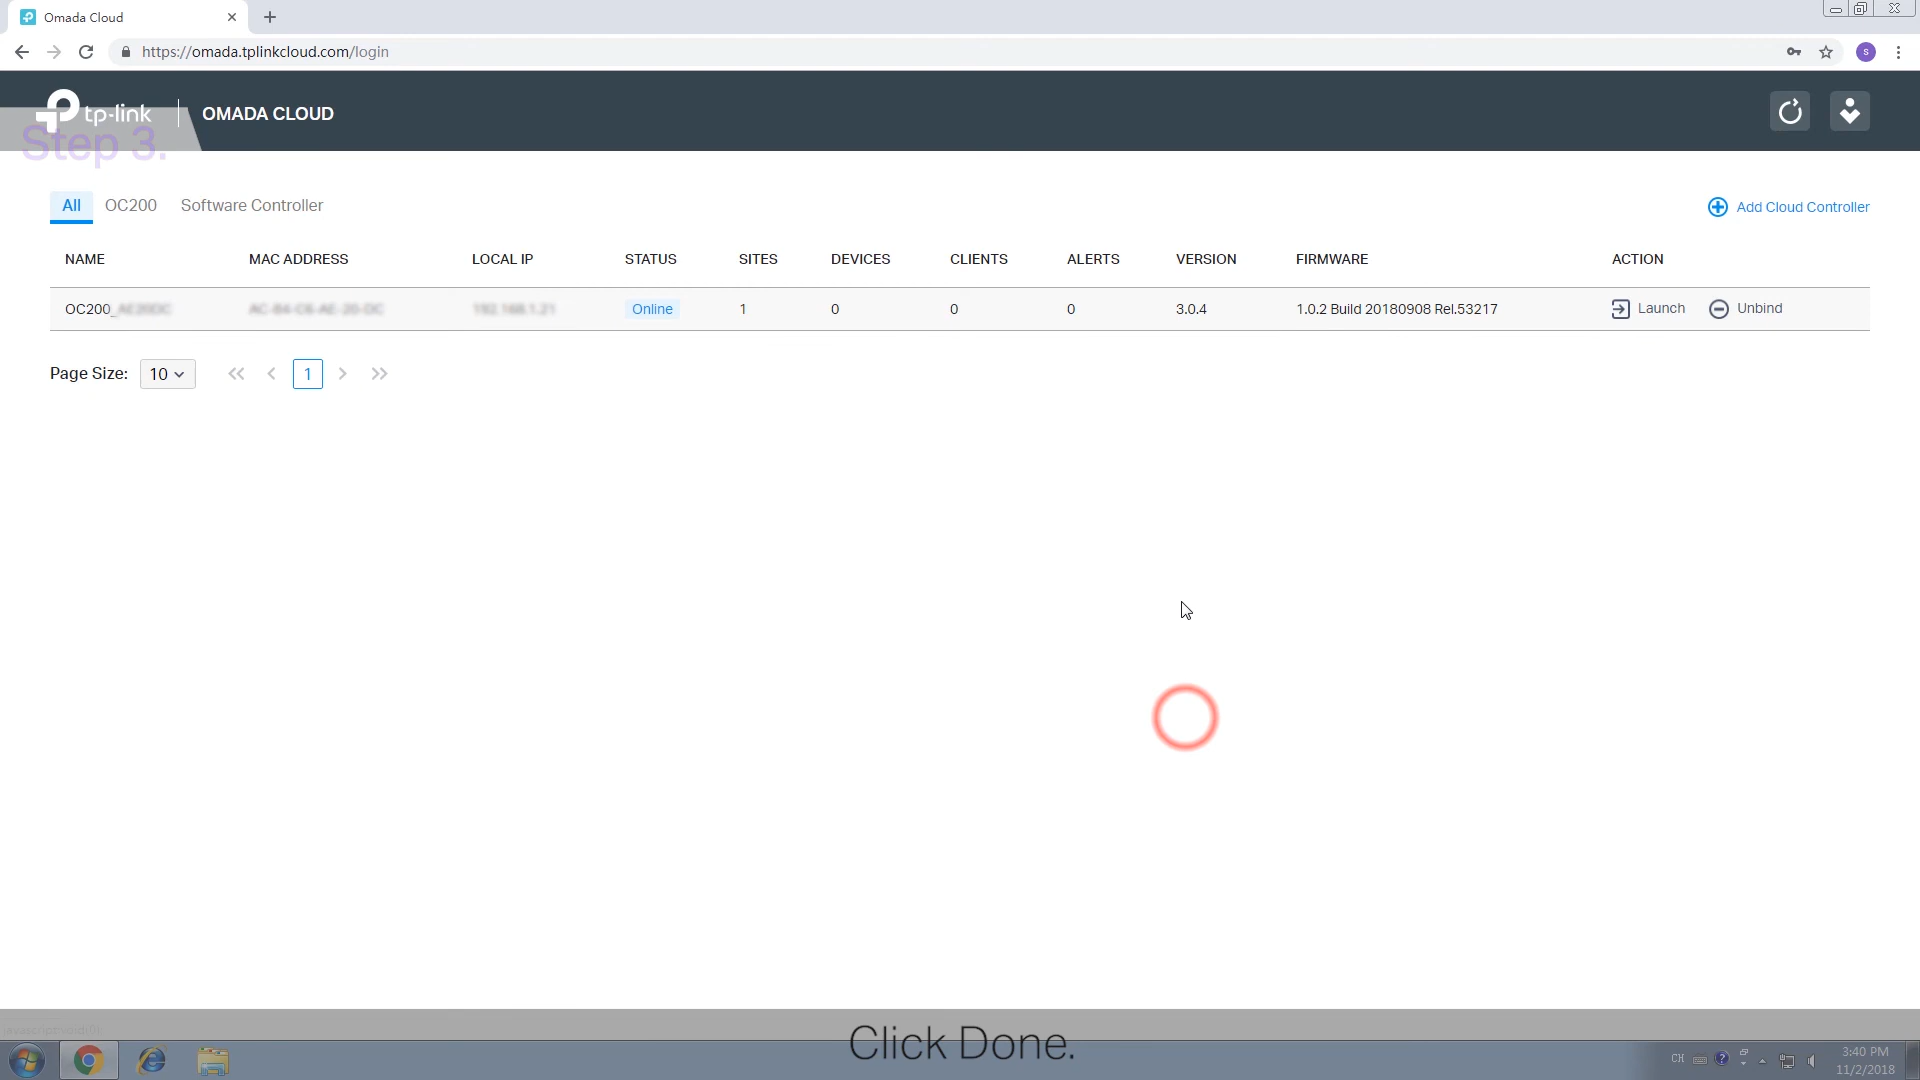 Omada Cloud
https://omada.tplinkcloud.com/login
S
tp-link
OMADA CLOUD
Step 3.
All OC200 Software Controller
Add Cloud Controller
NAME MAC ADDRESS LOCAL IP STATUS SITES DEVICES CLIENTS ALERTS VERSION FIRMWARE ACTION
OC200_ Online 1 0 0 0 3.0.4 1.0.2 Build 20180908 Rel.53217 Launch Unbind
Page Size: 10 1
Click Done.
CH
3:40 PM
11/2/2018